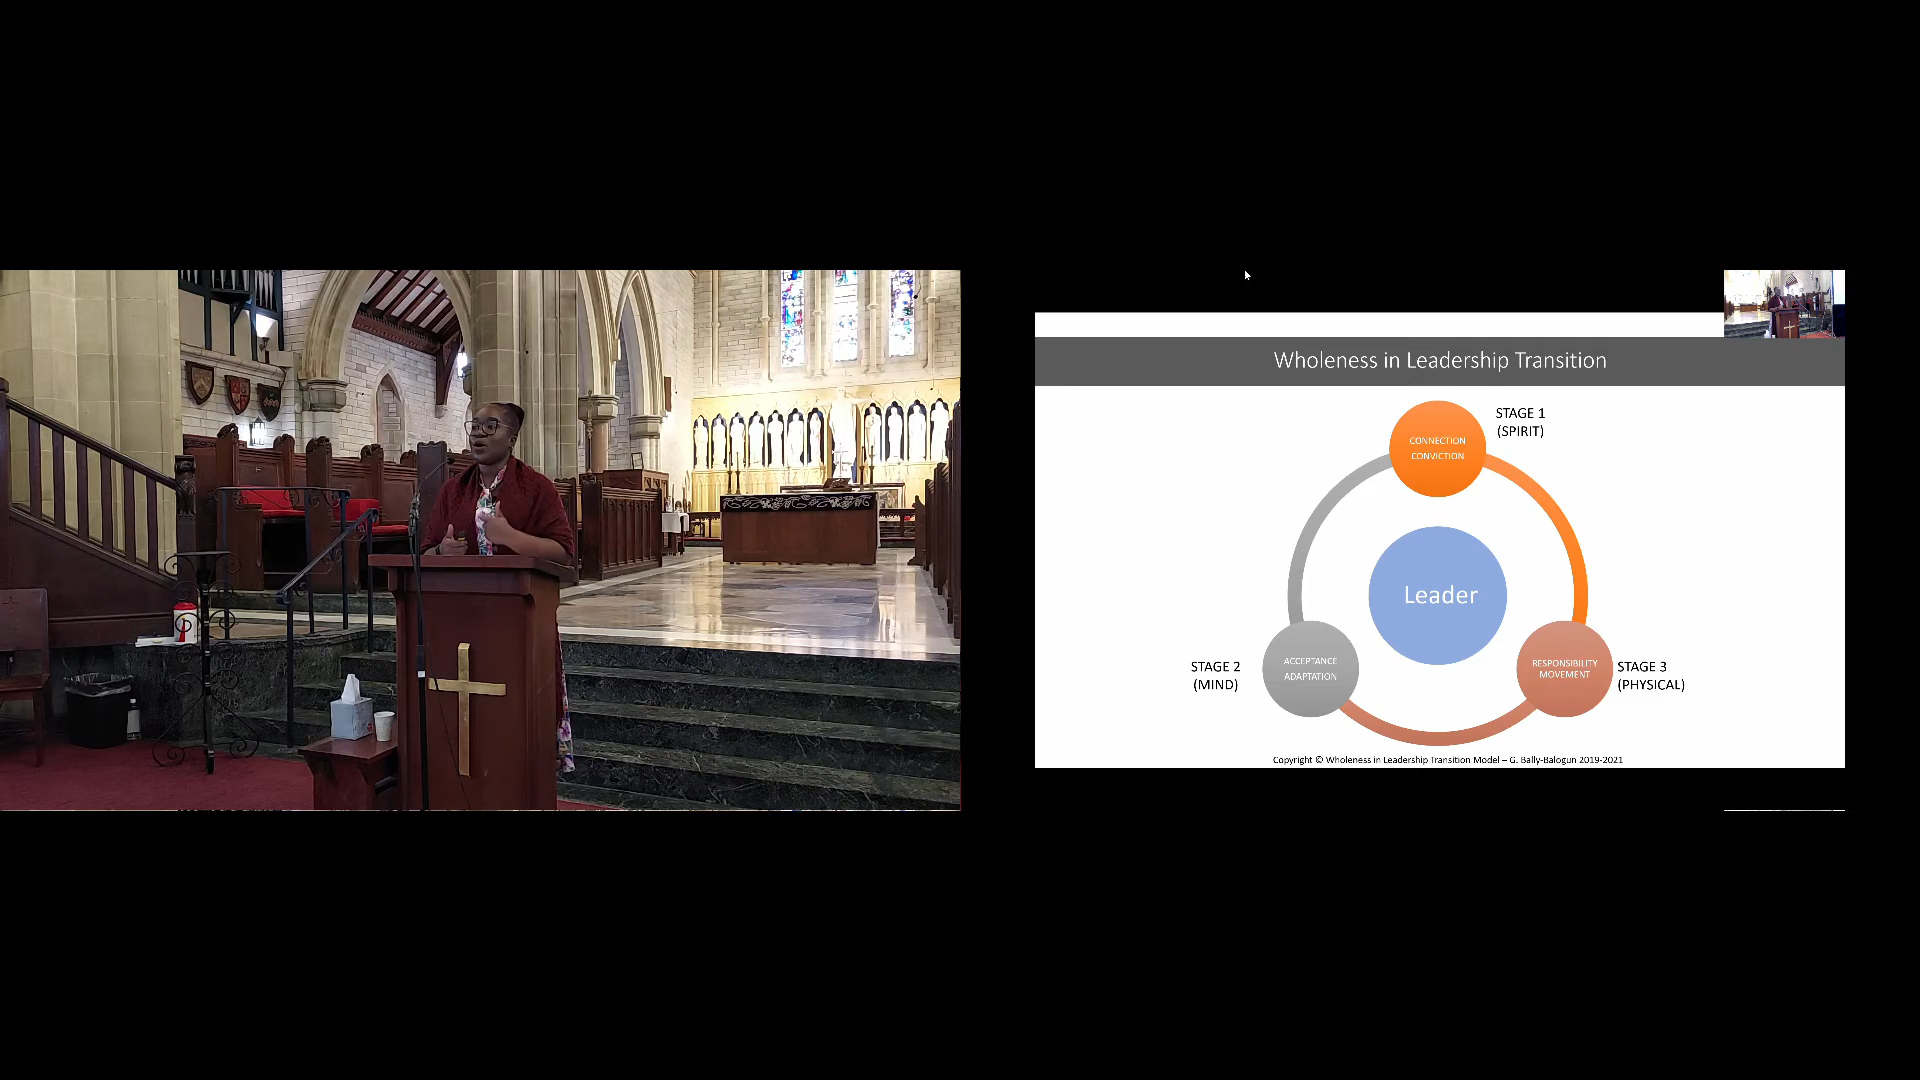 Wholeness in Leadership Transition
CONNECTION
CONVICTION
STAGE 1
(SPIRIT)
Leader
STAGE 2
(MIND)
ACCEPTANCE
ADAPTATION
RESPONSIBILITY
MOVEMENT
STAGE 3
(PHYSICAL)
Copyright © Wholeness in Leadership Transition Model – G. Bally-Balogun 2019-2021